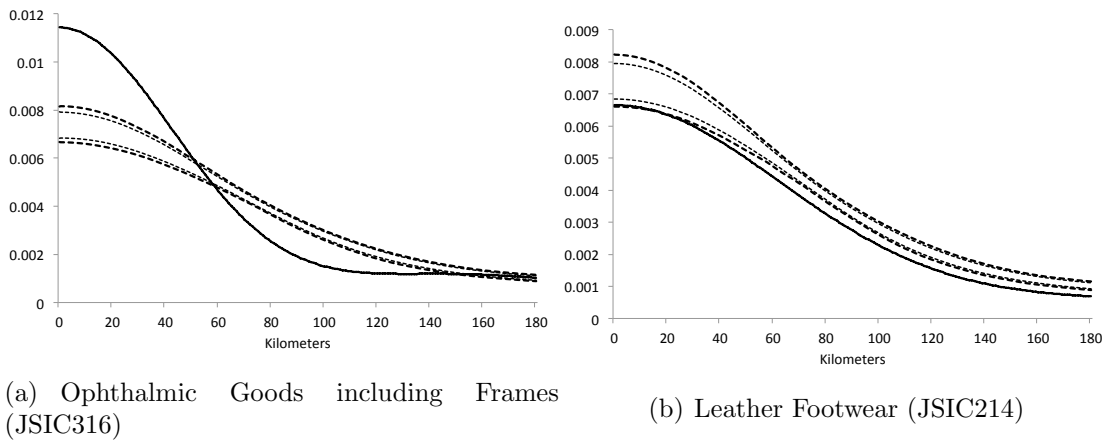 0.012
0.01
0.008
0.006
0.004
0.002
0
0 20 40 60 80 100 120 140 160 180
Kilometers
(a) Ophthalmic Goods including Frames
(JSIC316)
0.009
0.008
0.007
0.006
0.005
0.004
0.003
0.002
0.001
0
0 20 40 60 80 100 120 140 160 180
Kilometers
(b) Leather Footwear (JSIC214)